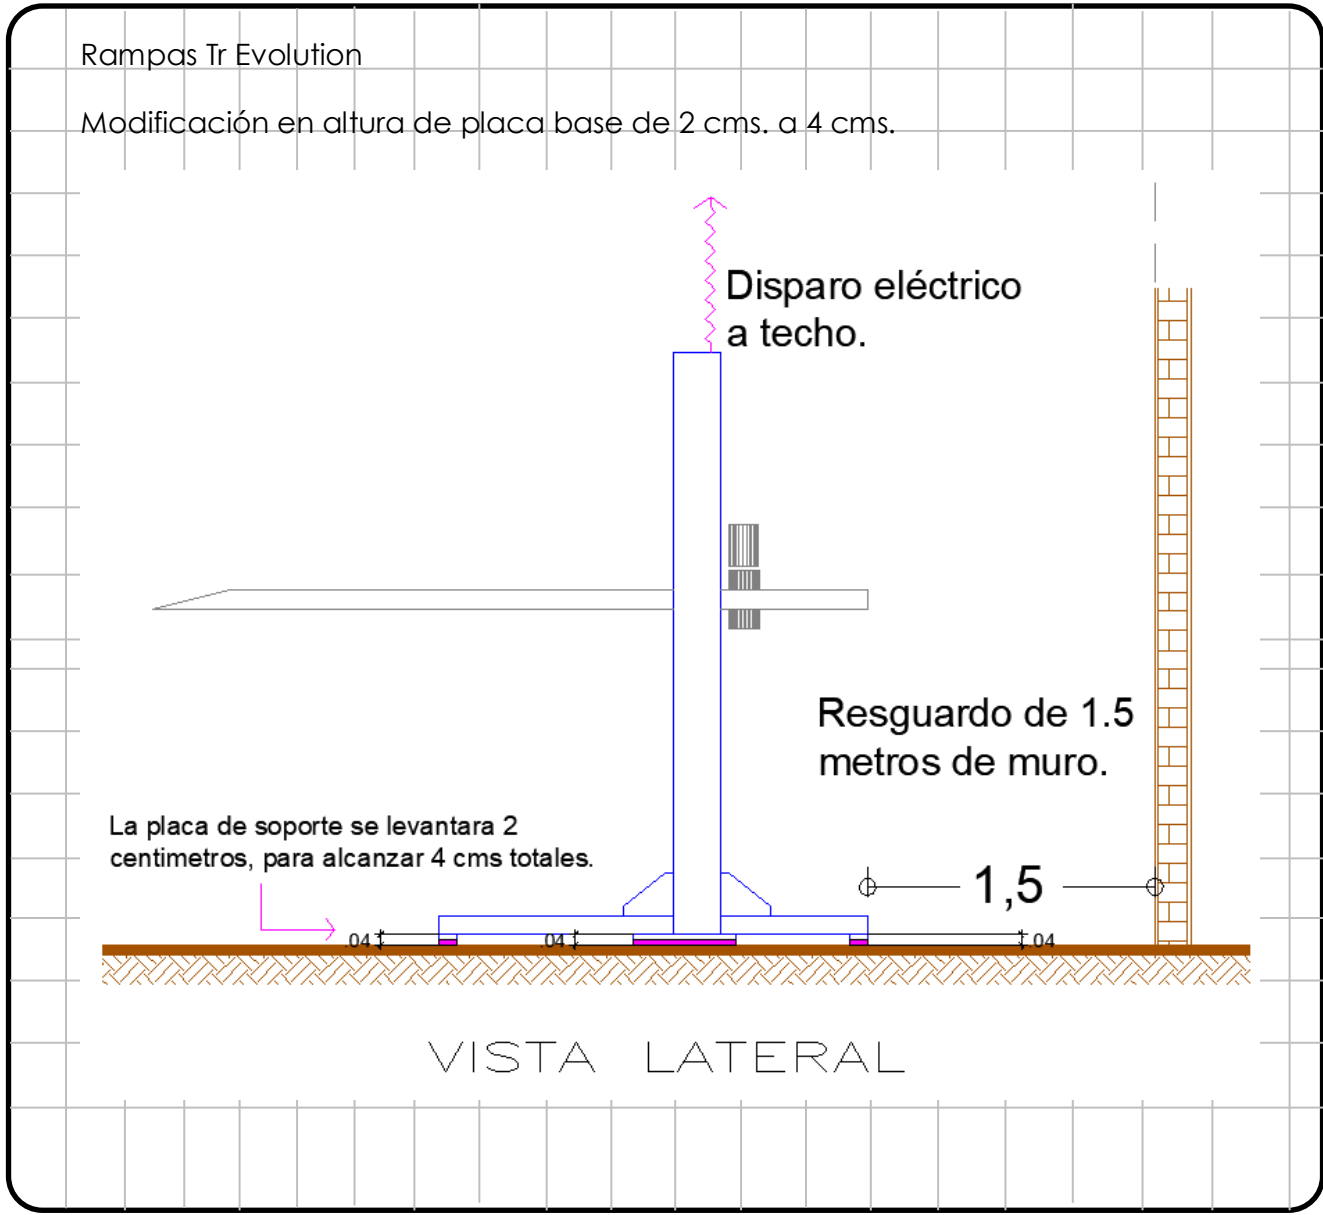 Rampas Tr Evolution
Modificación en altura de placa base de 2 cms. a 4 cms.
Disparo eléctrico
a techo.
Resguardo de 1.5
metros de muro.
La placa de soporte se levantara 2
centimetros, para alcanzar 4 cms totales.
1,5
.04
.04
.04
VISTA LATERAL